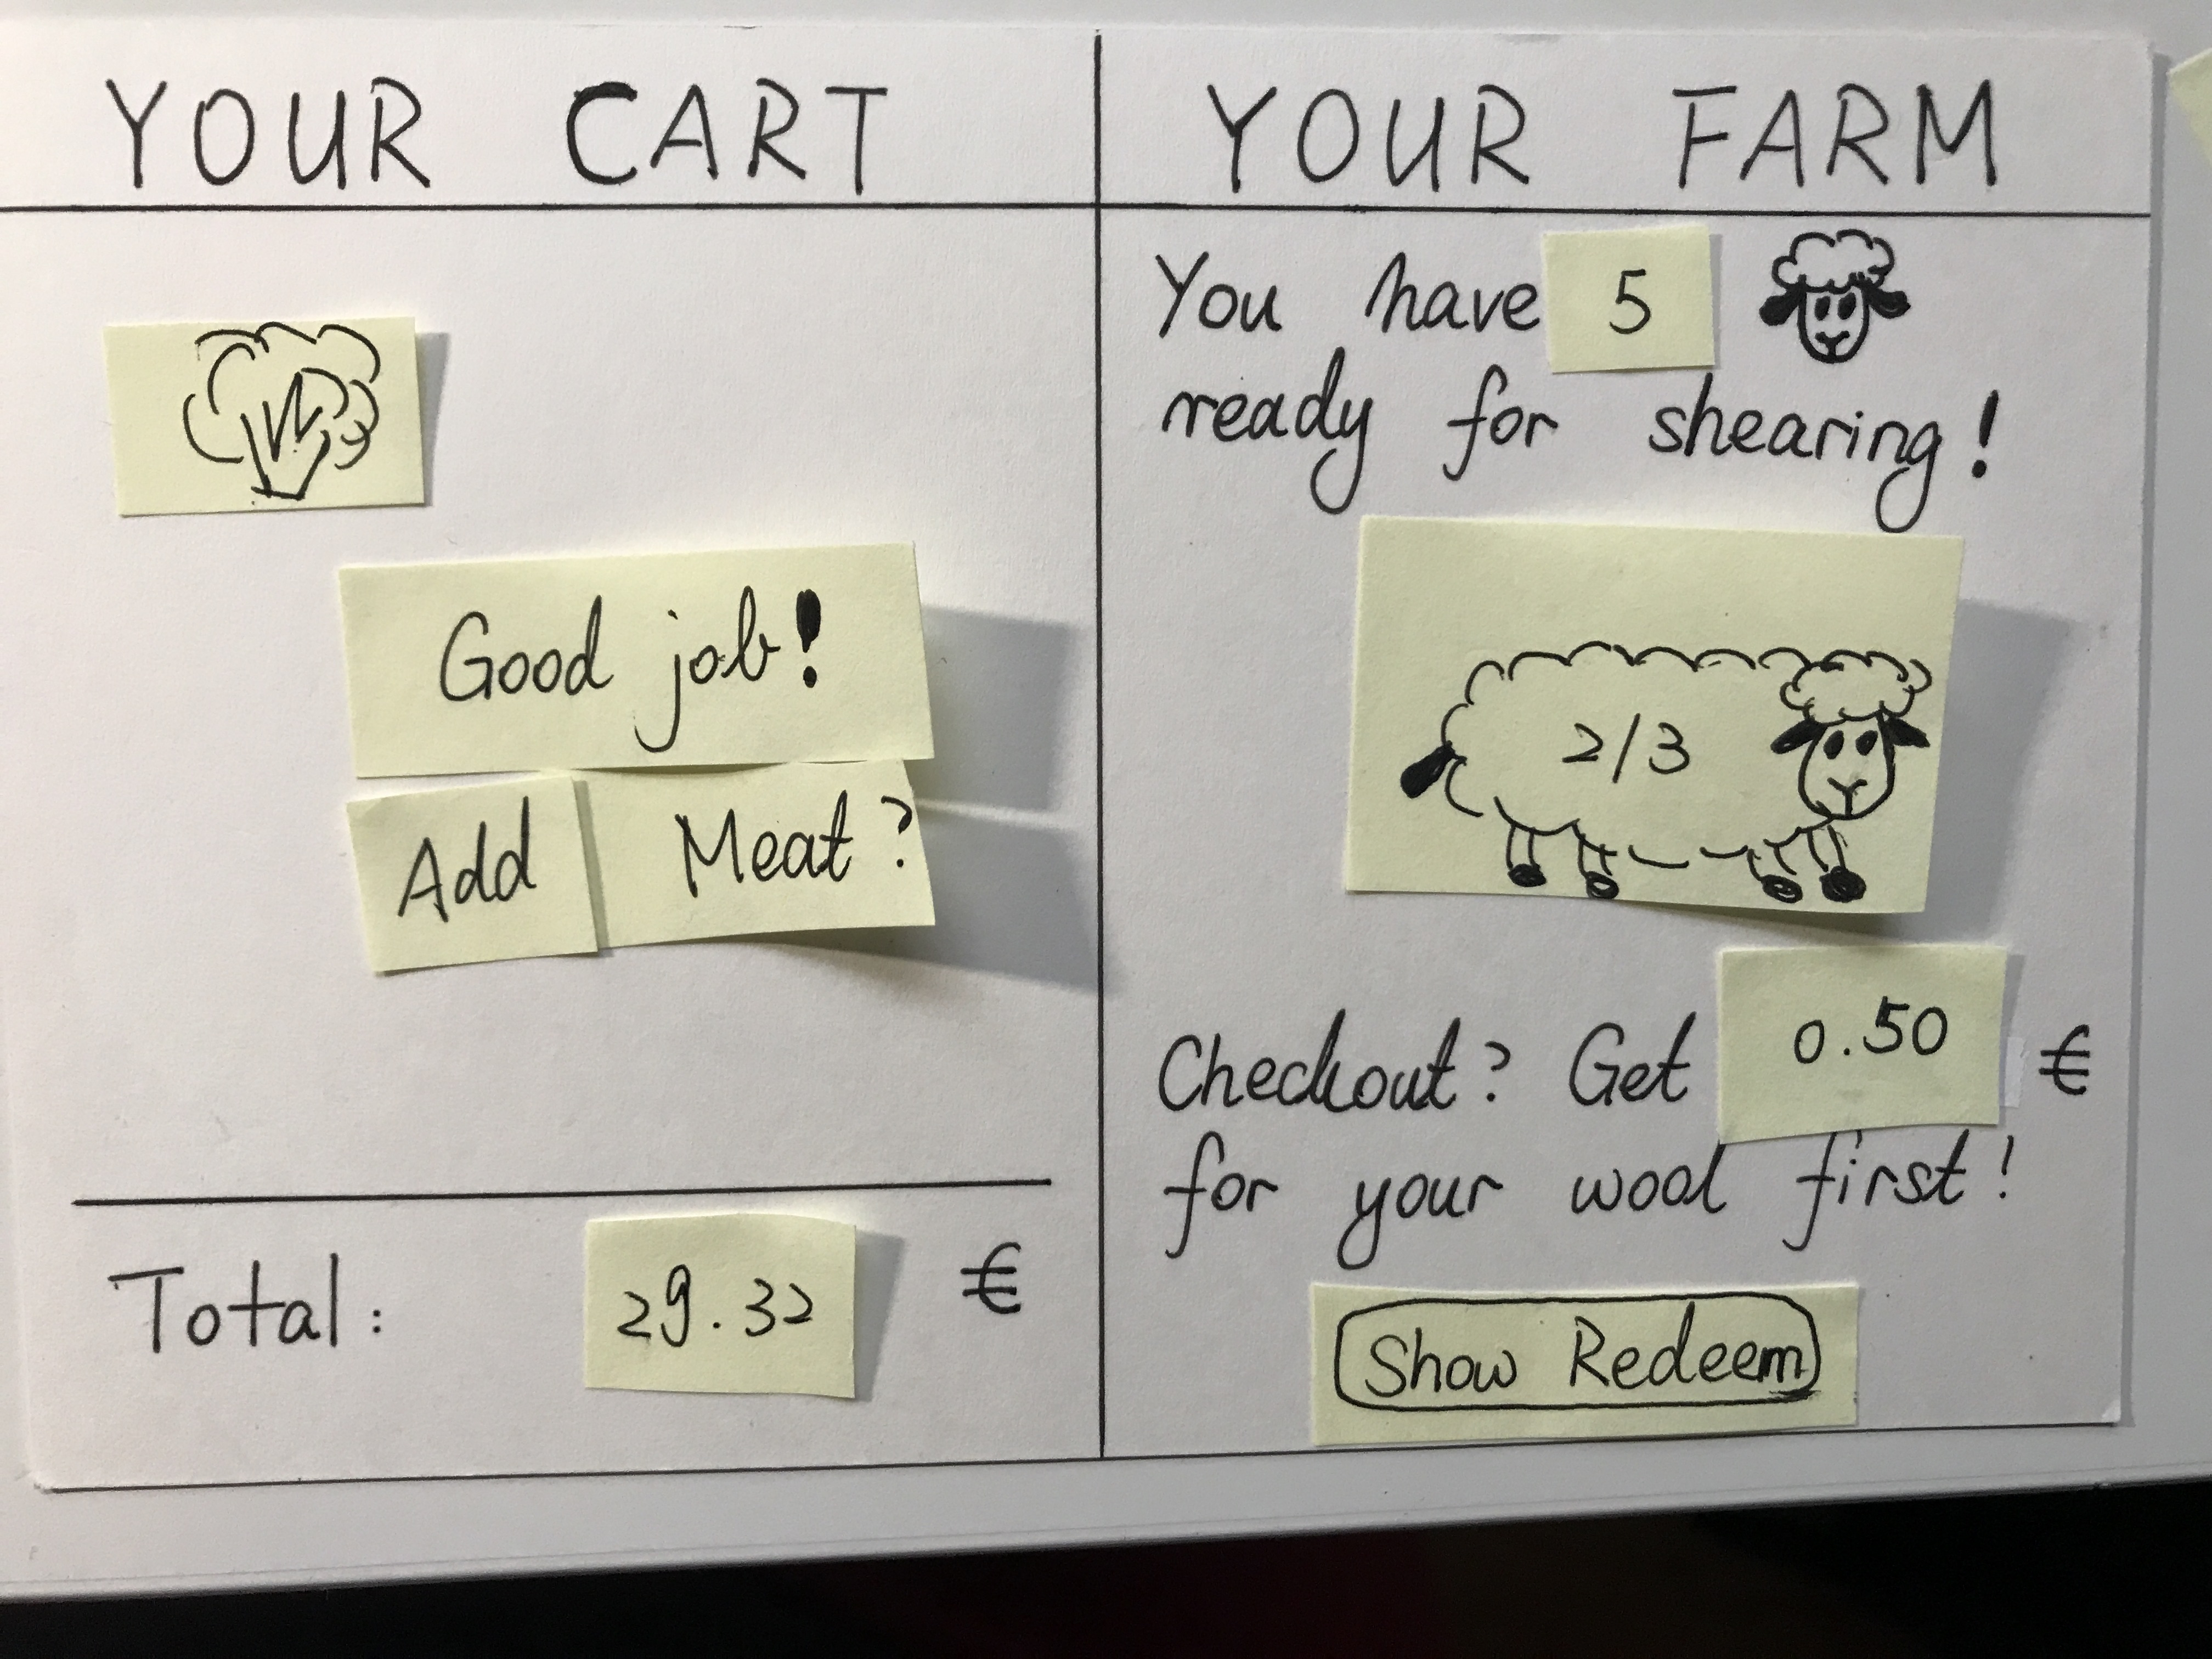 YOUR CART
Good job!
Add Meat?
Total: 29.32 €
YOUR FARM
You have 5
ready for shearing!
2/3
Checkout? Get 0.50 €
for your wool first!
Show Redeem